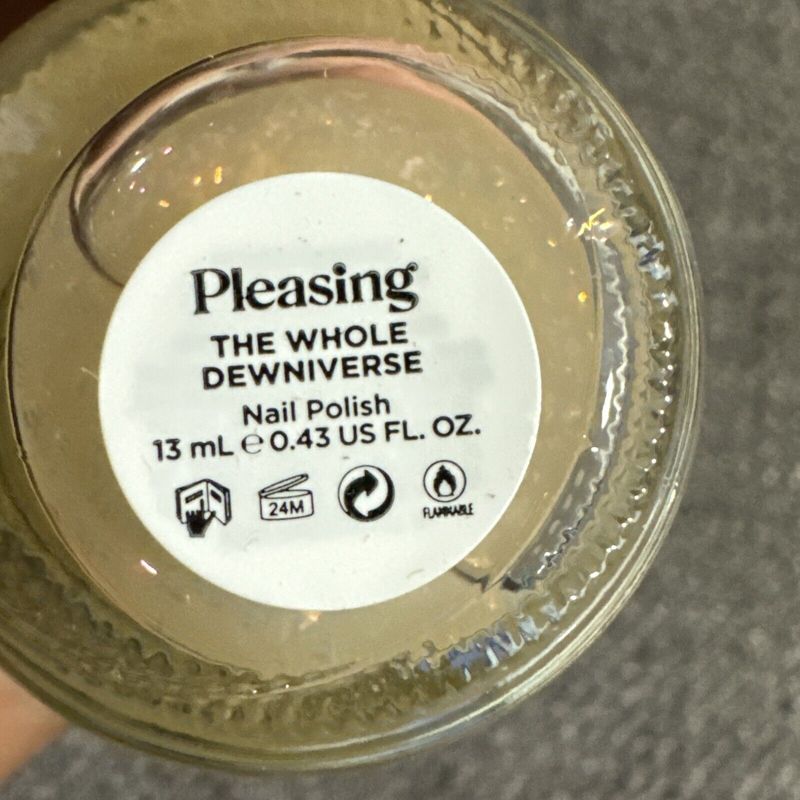 Pleasing
THE WHOLE
DEWNIVERSE
Nail Polish
13 mL ℮ 0.43 US FL. OZ.
24M
FLAMMABLE